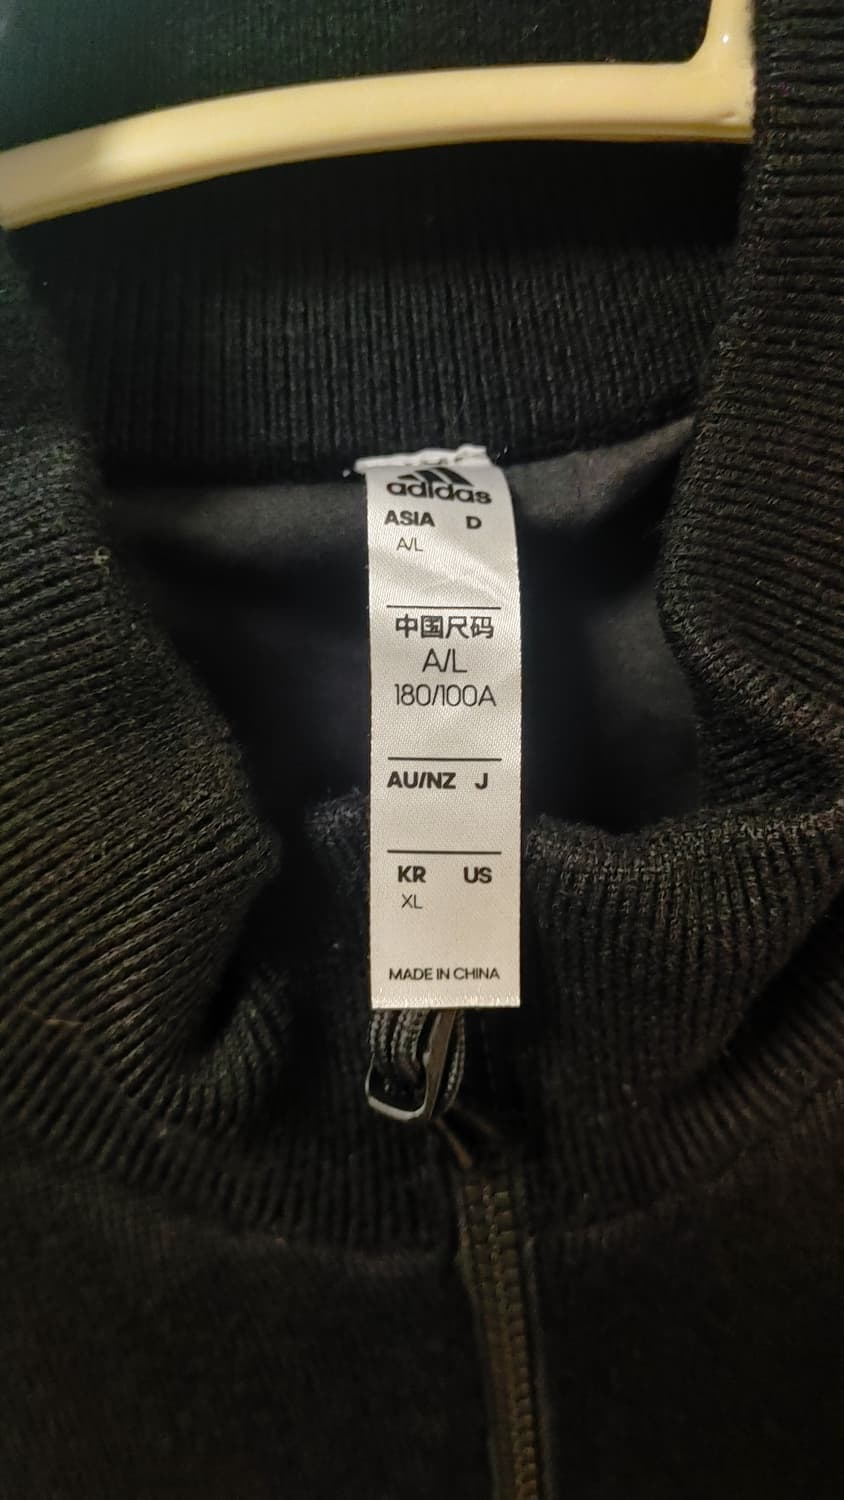 adidas
ASIA D
A/L
中国尺码
A/L
180/100A
AU/NZ J
KR US
XL
MADE IN CHINA